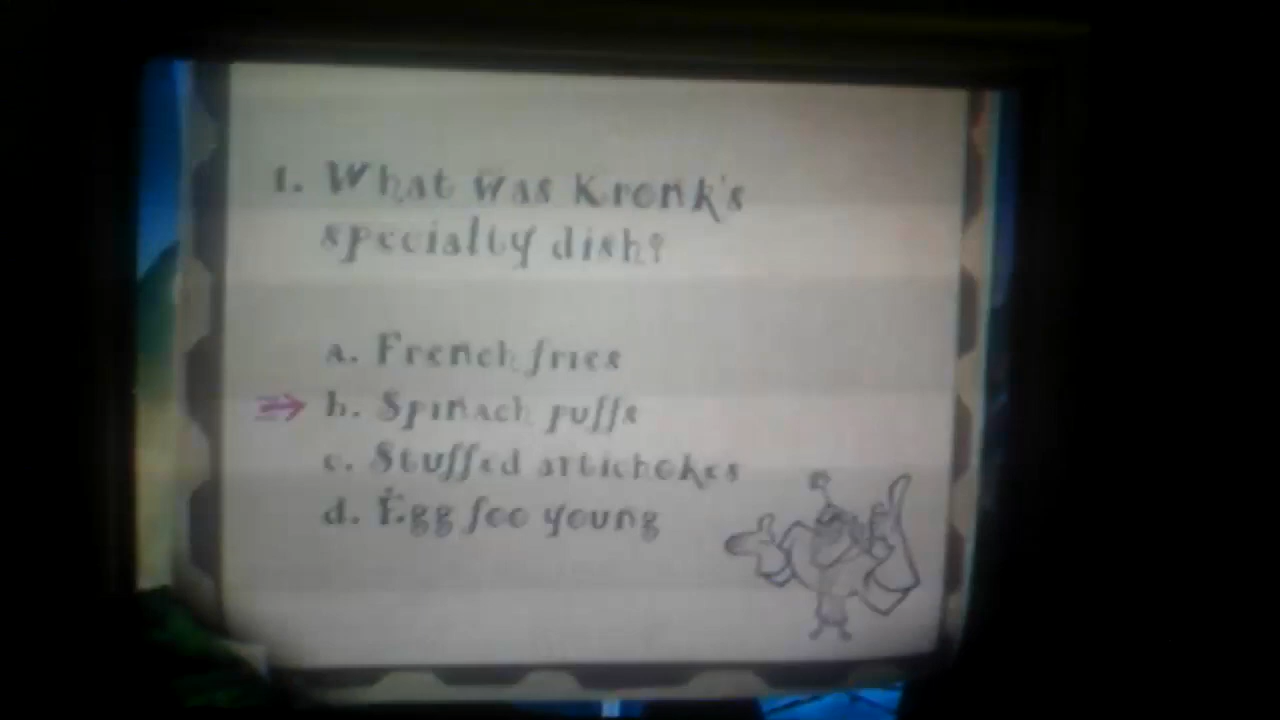 1. What was Kronk's
specialty dish?
a. French fries
b. Spinach puffs
c. Stuffed artichokes
d. Egg foo young